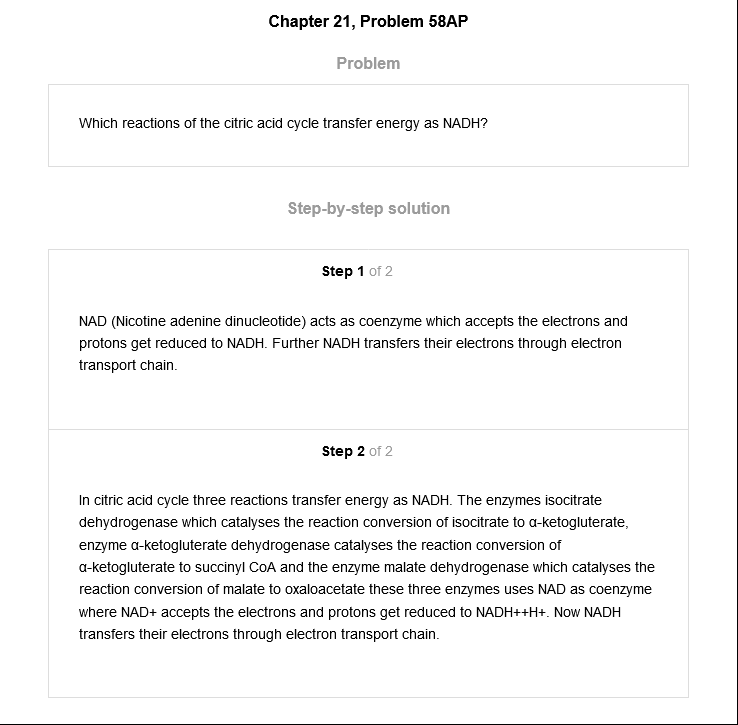 Chapter 21, Problem 58AP
Problem
Which reactions of the citric acid cycle transfer energy as NADH?
Step-by-step solution
Step 1 of 2
NAD (Nicotine adenine dinucleotide) acts as coenzyme which accepts the electrons and
protons get reduced to NADH. Further NADH transfers their electrons through electron
transport chain.
Step 2 of 2
In citric acid cycle three reactions transfer energy as NADH. The enzymes isocitrate
dehydrogenase which catalyses the reaction conversion of isocitrate to α-ketogluterate,
enzyme α-ketogluterate dehydrogenase catalyses the reaction conversion of
α-ketogluterate to succinyl CoA and the enzyme malate dehydrogenase which catalyses the
reaction conversion of malate to oxaloacetate these three enzymes uses NAD as coenzyme
where NAD+ accepts the electrons and protons get reduced to NADH++H+. Now NADH
transfers their electrons through electron transport chain.